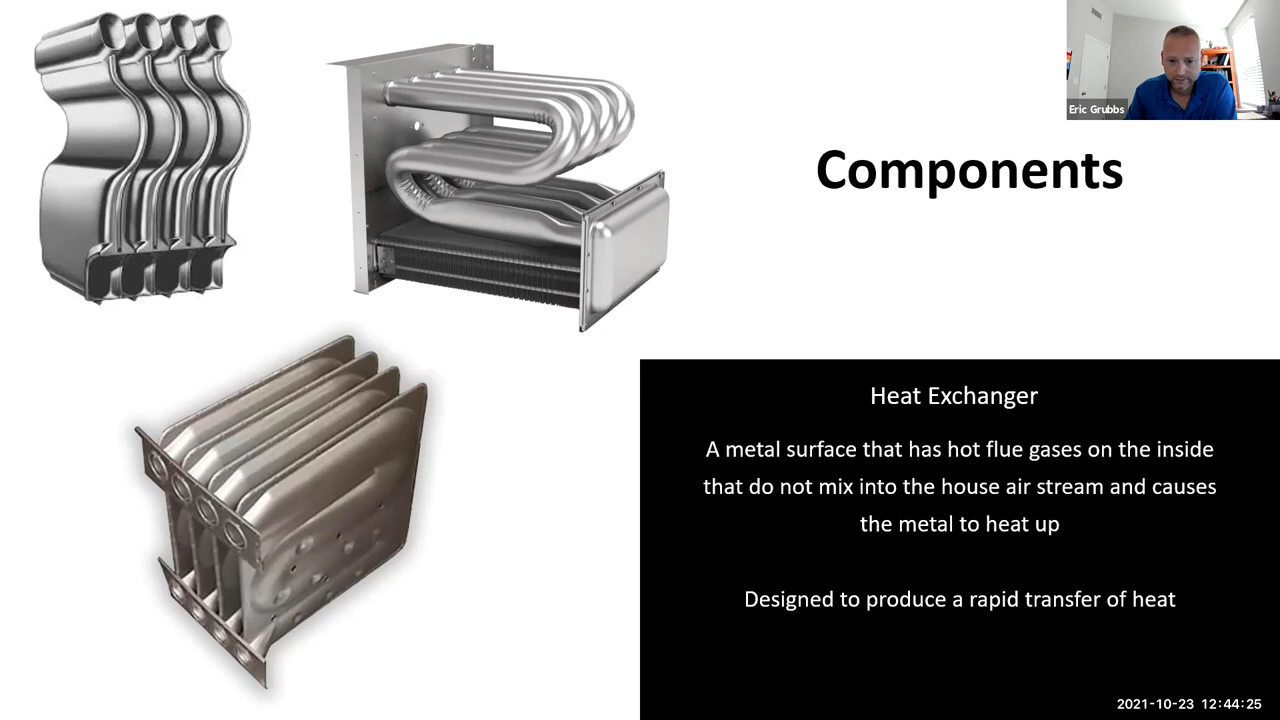 Eric Grubbs
Components
Heat Exchanger
A metal surface that has hot flue gases on the inside
that do not mix into the house air stream and causes
the metal to heat up
Designed to produce a rapid transfer of heat
2021-10-23 12:44:25